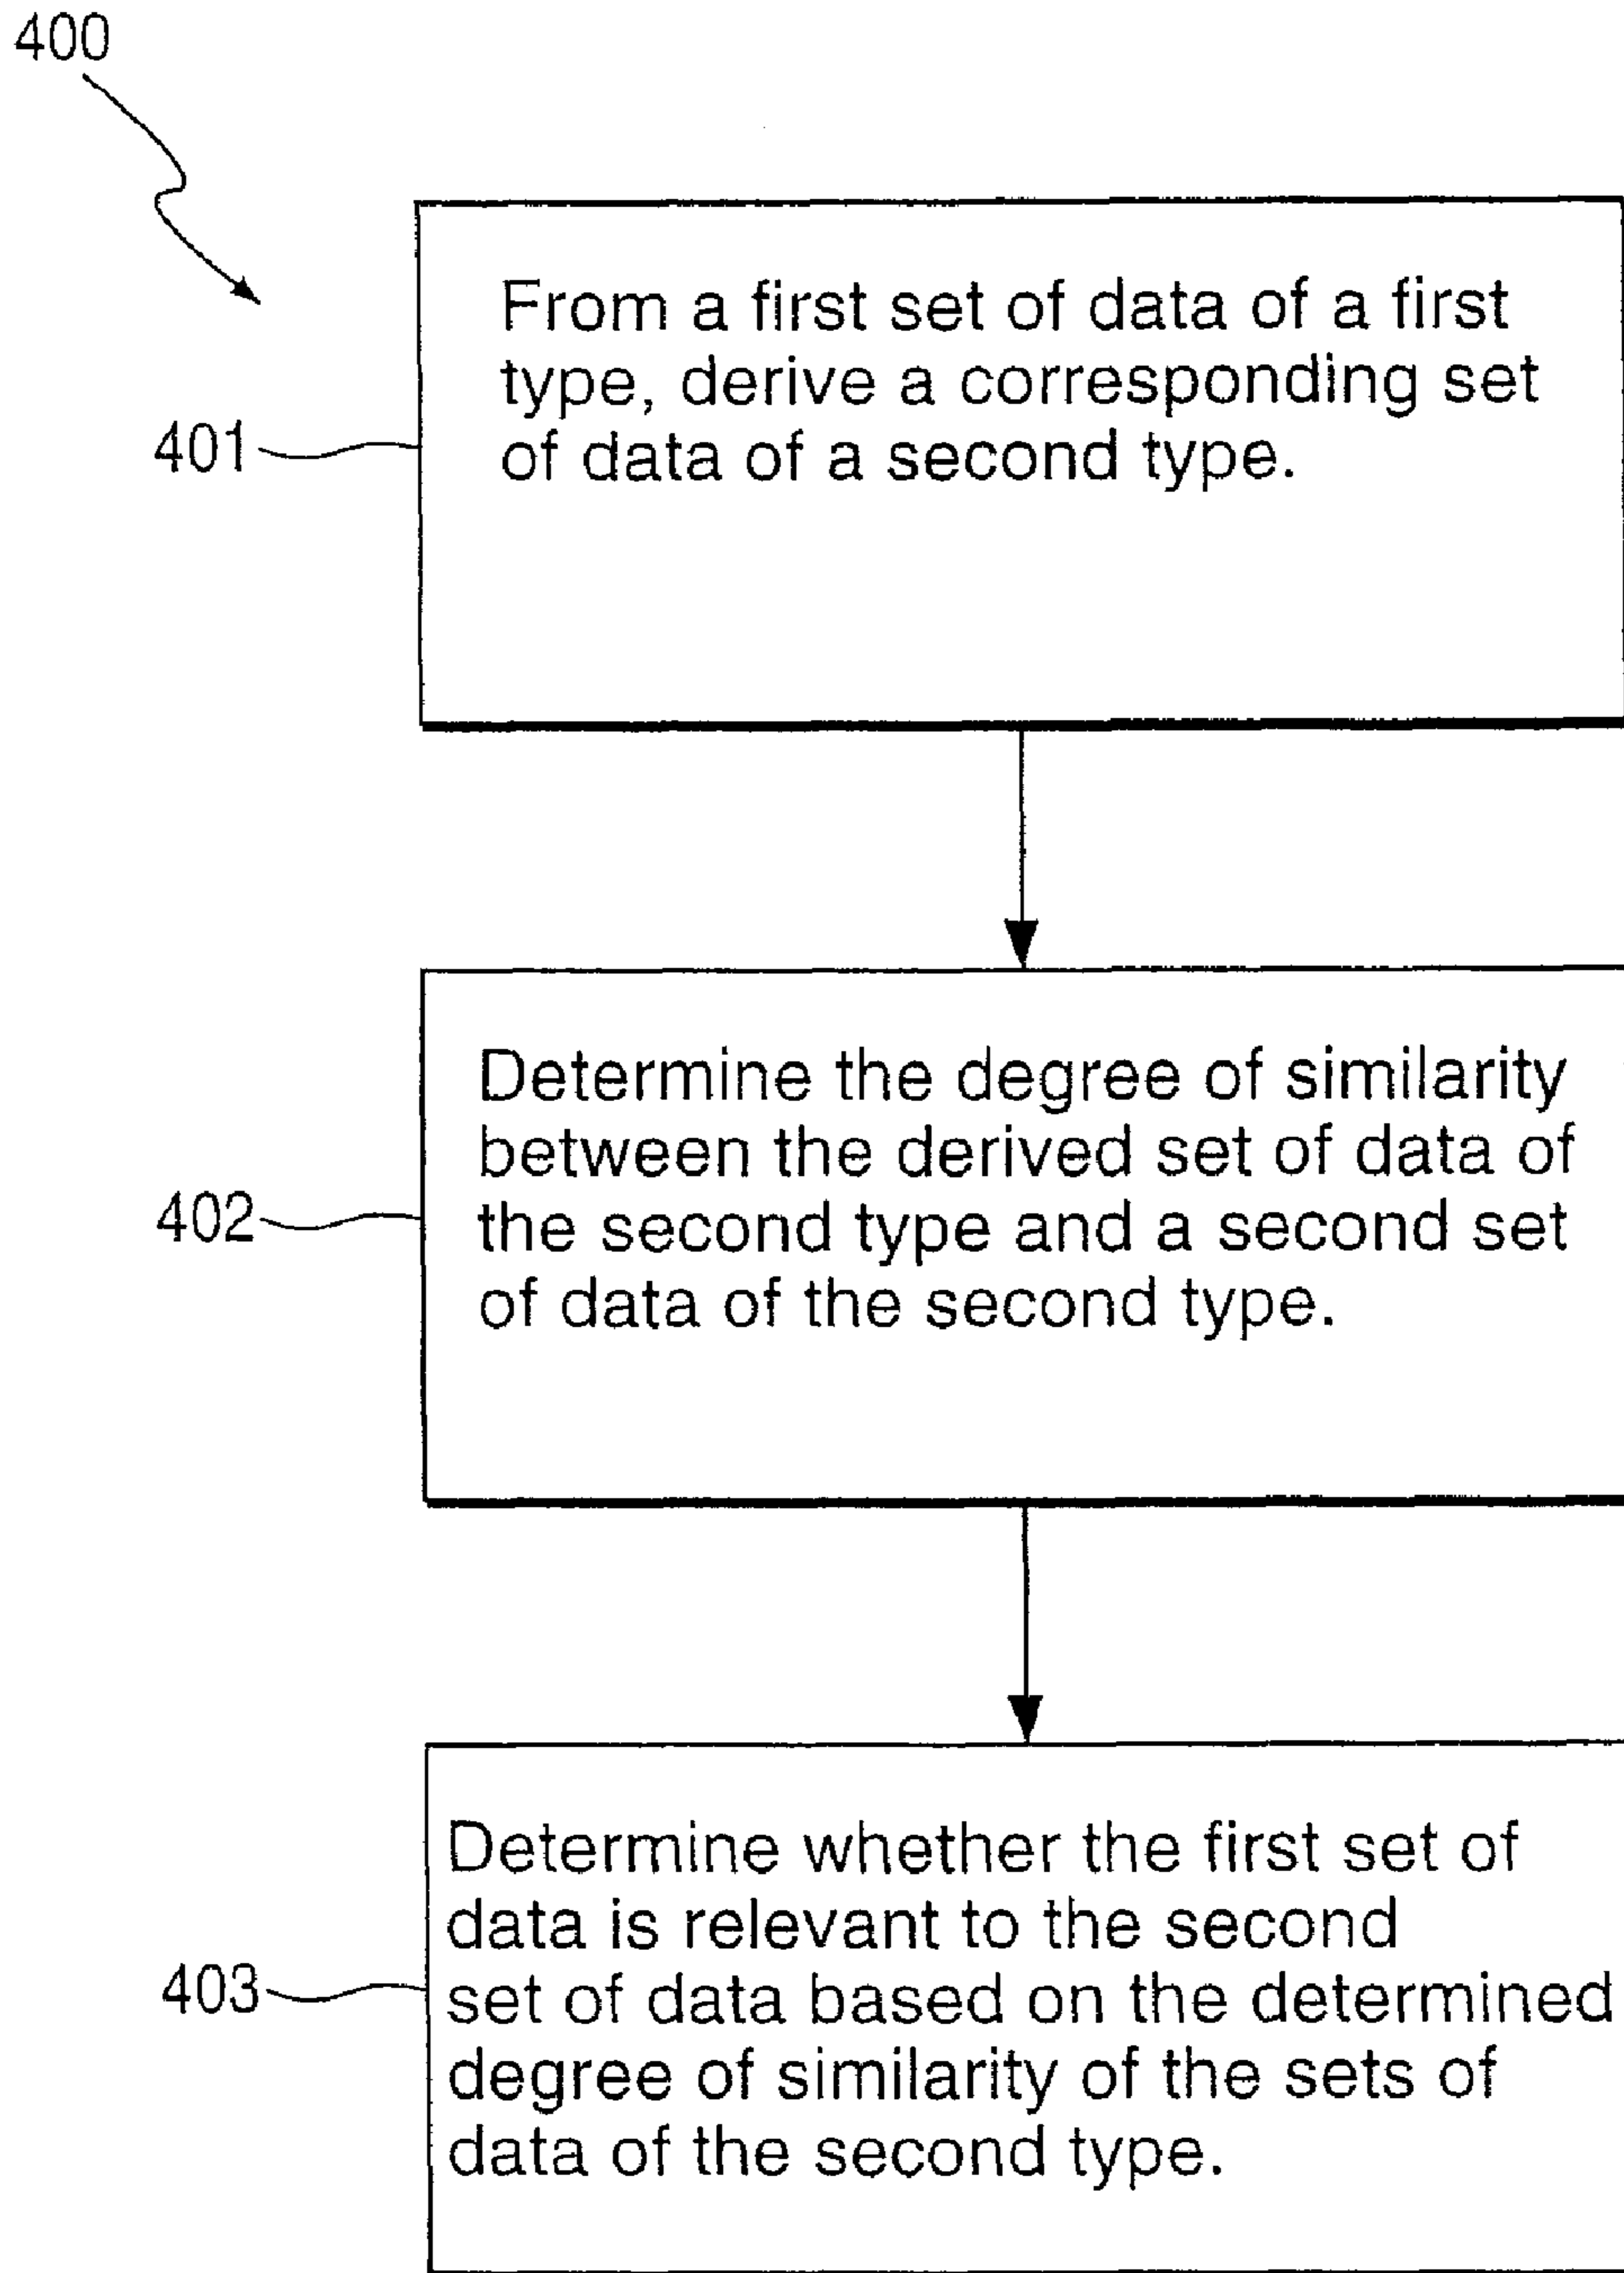 400
401
From a first set of data of a first
type, derive a corresponding set
of data of a second type.
402
Determine the degree of similarity
between the derived set of data of
the second type and a second set
of data of the second type.
403
Determine whether the first set of
data is relevant to the second
set of data based on the determined
degree of similarity of the sets of
data of the second type.